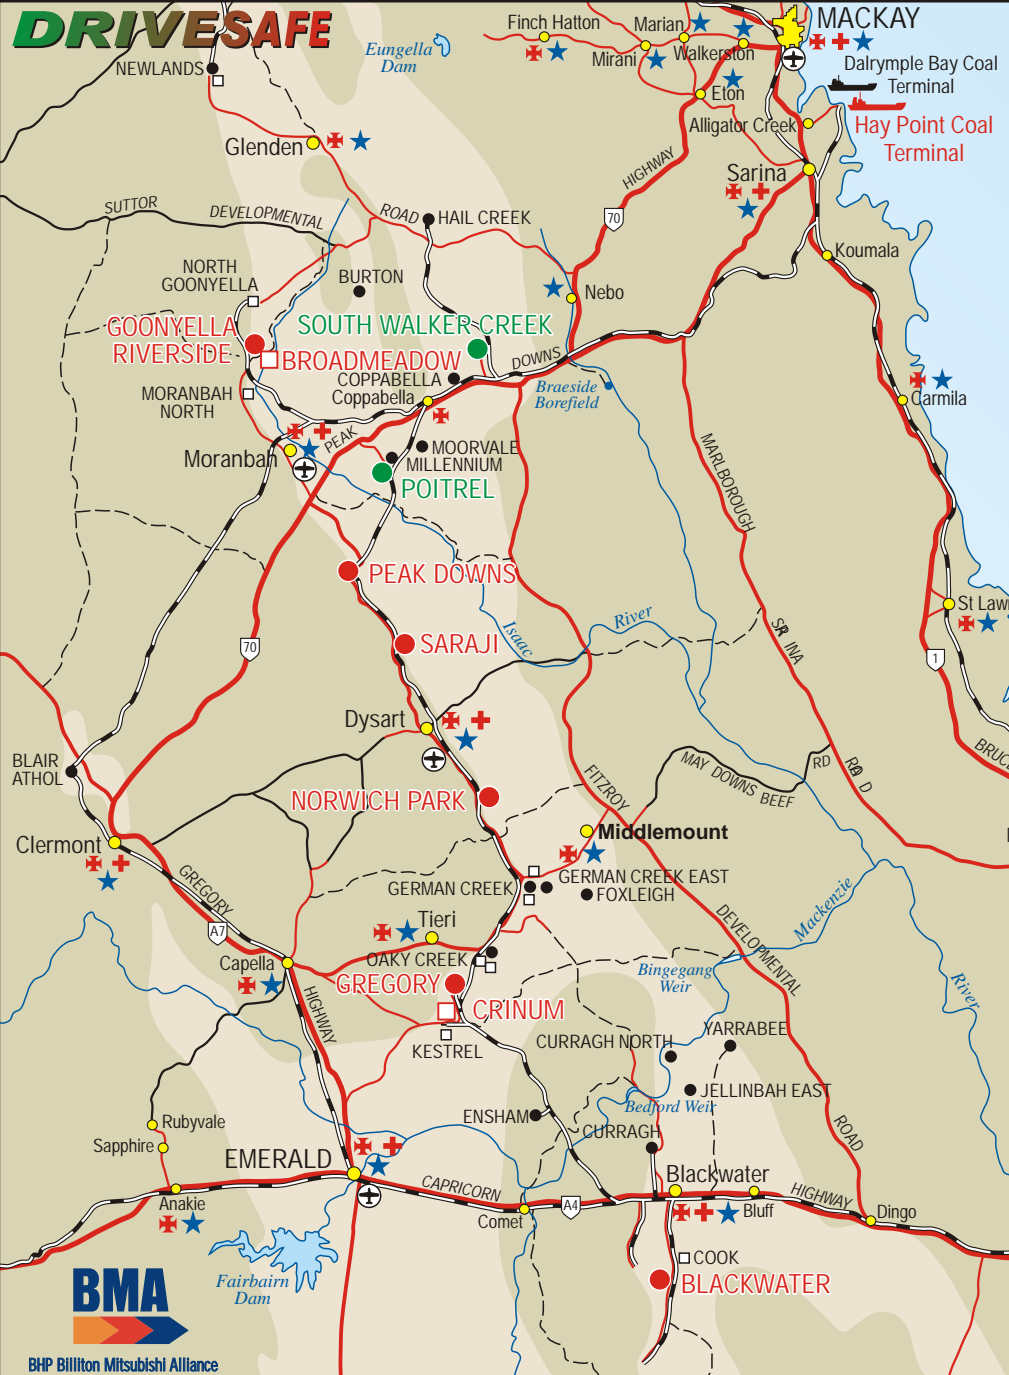 DRIVESAFE
NEWLANDS
Eungella
Dam
Finch Hatton
Marian
Mirani
Walkerston
MACKAY
Dalrymple Bay Coal
Terminal
Eton
Alligator Creek
Hay Point Coal
Terminal
Glenden
Sarina
HIGHWAY
70
SUTTOR
DEVELOPMENTAL
ROAD
HAIL CREEK
Koumala
NORTH
GOONYELLA
BURTON
Nebo
GOONYELLA
RIVERSIDE
SOUTH WALKER CREEK
BROADMEADOW
DOWNS
COPPABELLA
Coppabella
Braeside
Borefield
MORANBAH
NORTH
Carmila
PEAK
Moranbah
MOORVALE
MILLENNIUM
POITREL
MARLBOROUGH
PEAK DOWNS
Isaac
River
St Law
SARINA
SARAJI
70
1
Dysart
BRUCE
BLAIR
ATHOL
MAY DOWNS BEEF
RD
ROAD
FITZROY
NORWICH PARK
Middlemount
Clermont
GREGORY
GERMAN CREEK
GERMAN CREEK EAST
FOXLEIGH
A7
Tieri
DEVELOPMENTAL
Mackenzie
River
Capella
OAKY CREEK
Bingegang
Weir
GREGORY
CRINUM
HIGHWAY
KESTREL
CURRAGH NORTH
YARRABEE
JELLINBAH EAST
Bedford Weir
ENSHAM
CURRAGH
ROAD
Rubyvale
Sapphire
EMERALD
Blackwater
Anakie
CAPRICORN
A4
Comet
Bluff
HIGHWAY
Dingo
COOK
BLACKWATER
Fairbairn
Dam
BMA
BHP Billiton Mitsubishi Alliance